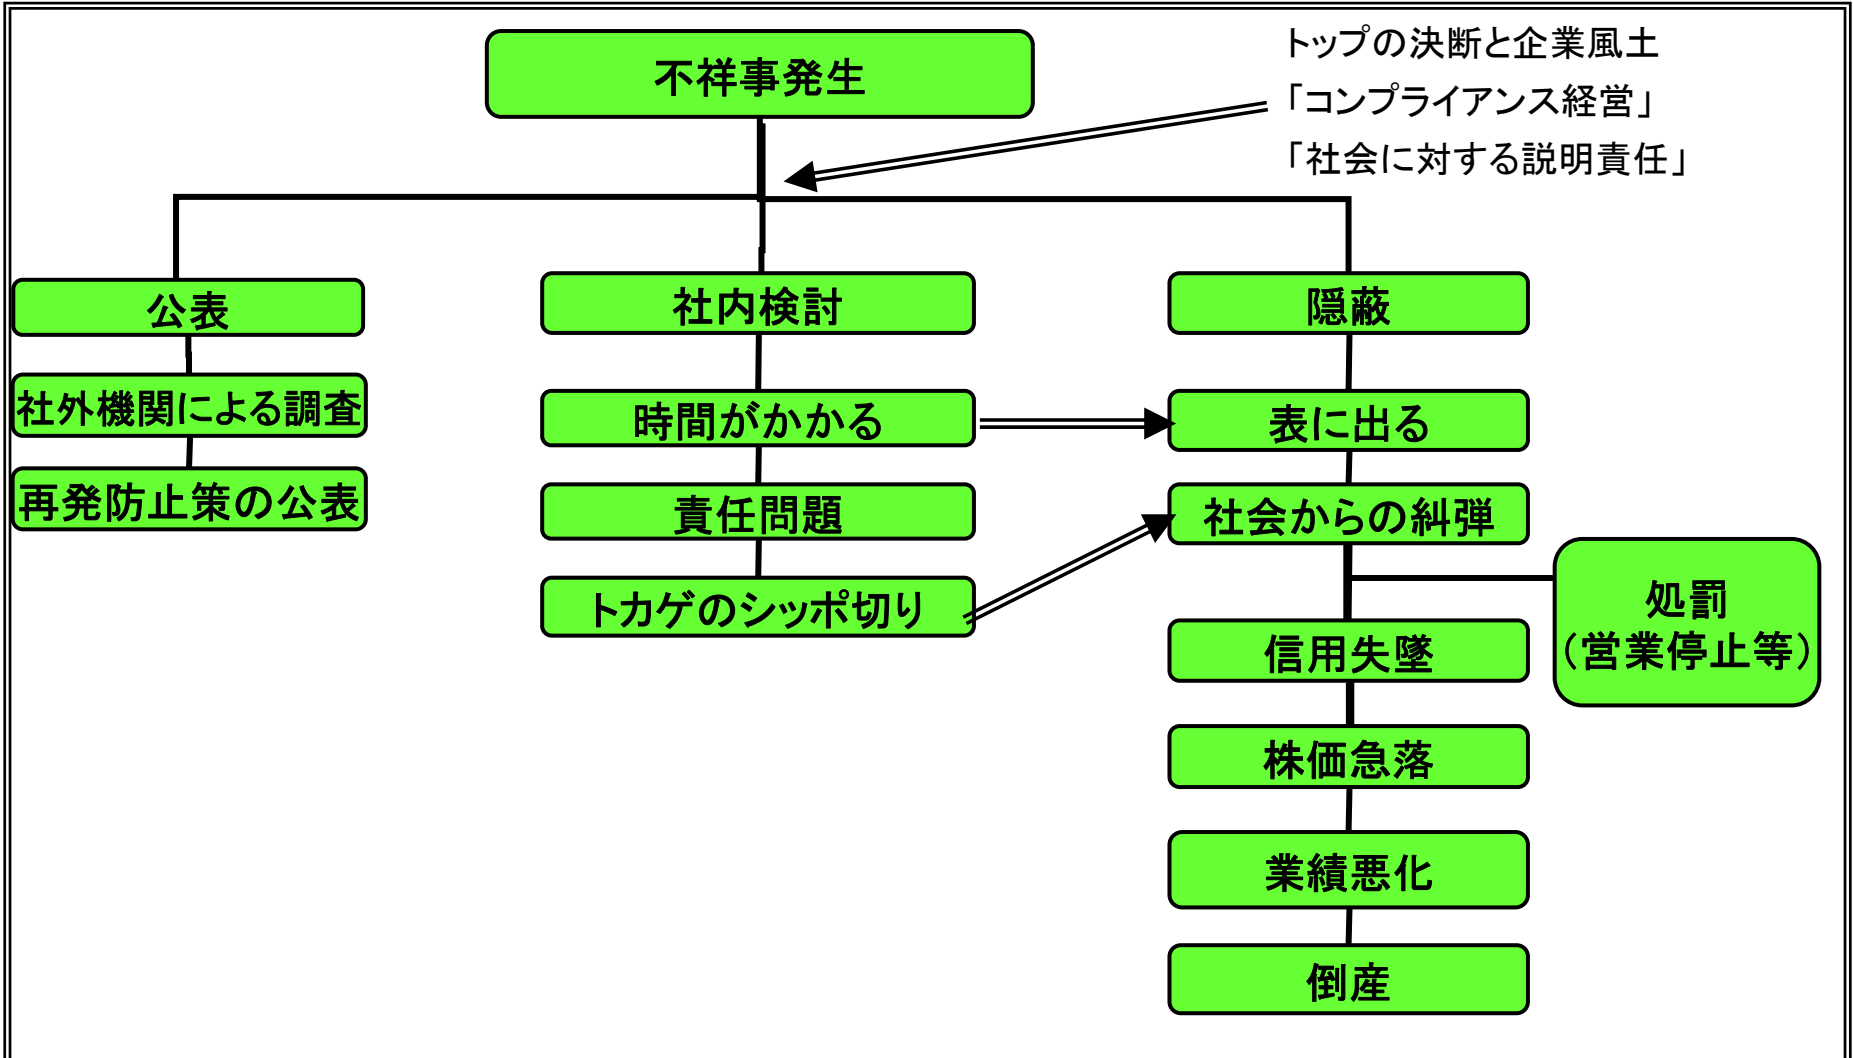 不祥事発生
トップの決断と企業風土
「コンプライアンス経営」
「社会に対する説明責任」
公表
社外機関による調査
再発防止策の公表
社内検討
時間がかかる
責任問題
トカゲのシッポ切り
隠蔽
表に出る
社会からの糾弾
処罰
（営業停止等）
信用失墜
株価急落
業績悪化
倒産